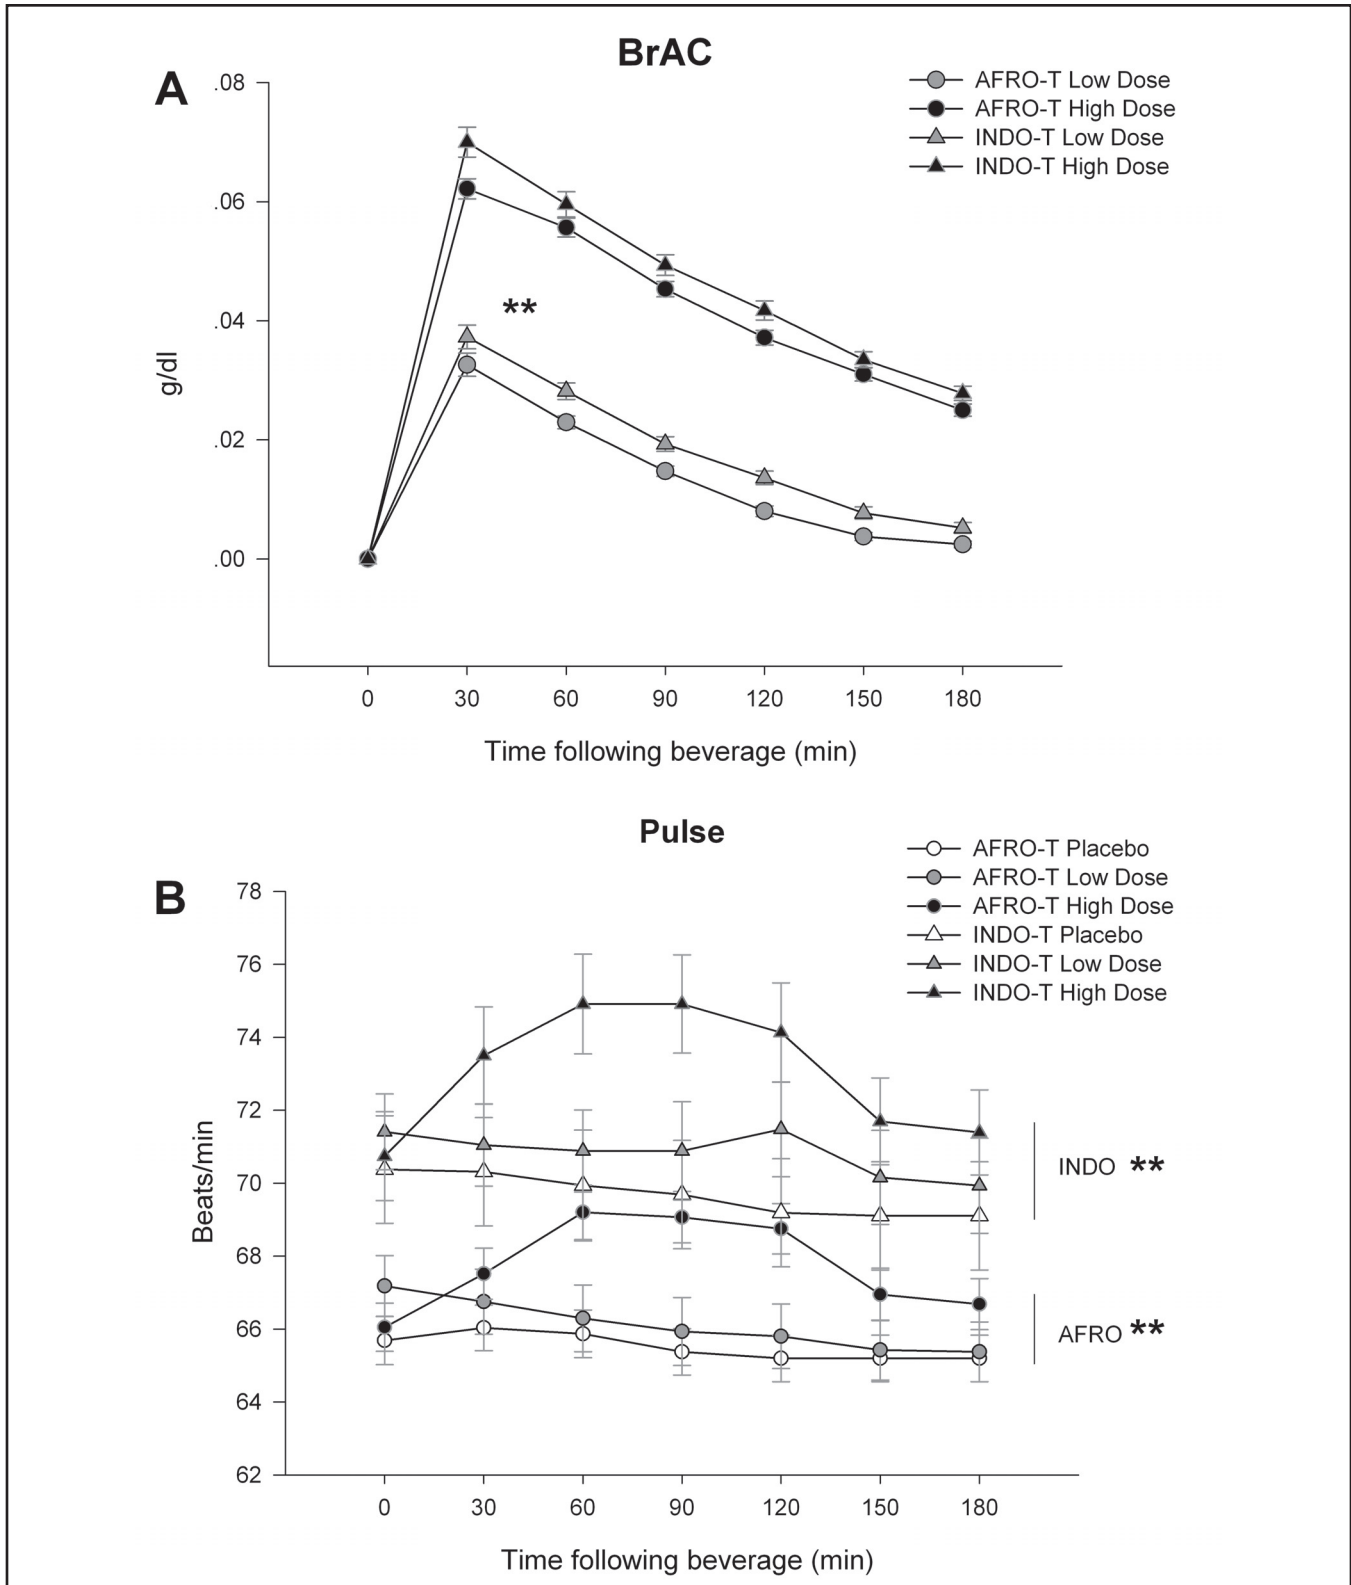 BrAC
A
AFRO-T Low Dose
AFRO-T High Dose
INDO-T Low Dose
INDO-T High Dose
.08
.06
.04
.02
.00
g/dl
**
0 30 60 90 120 150 180
Time following beverage (min)
Pulse
B
AFRO-T Placebo
AFRO-T Low Dose
AFRO-T High Dose
INDO-T Placebo
INDO-T Low Dose
INDO-T High Dose
78
76
74
72
70
68
66
64
62
Beats/min
INDO **
AFRO **
0 30 60 90 120 150 180
Time following beverage (min)